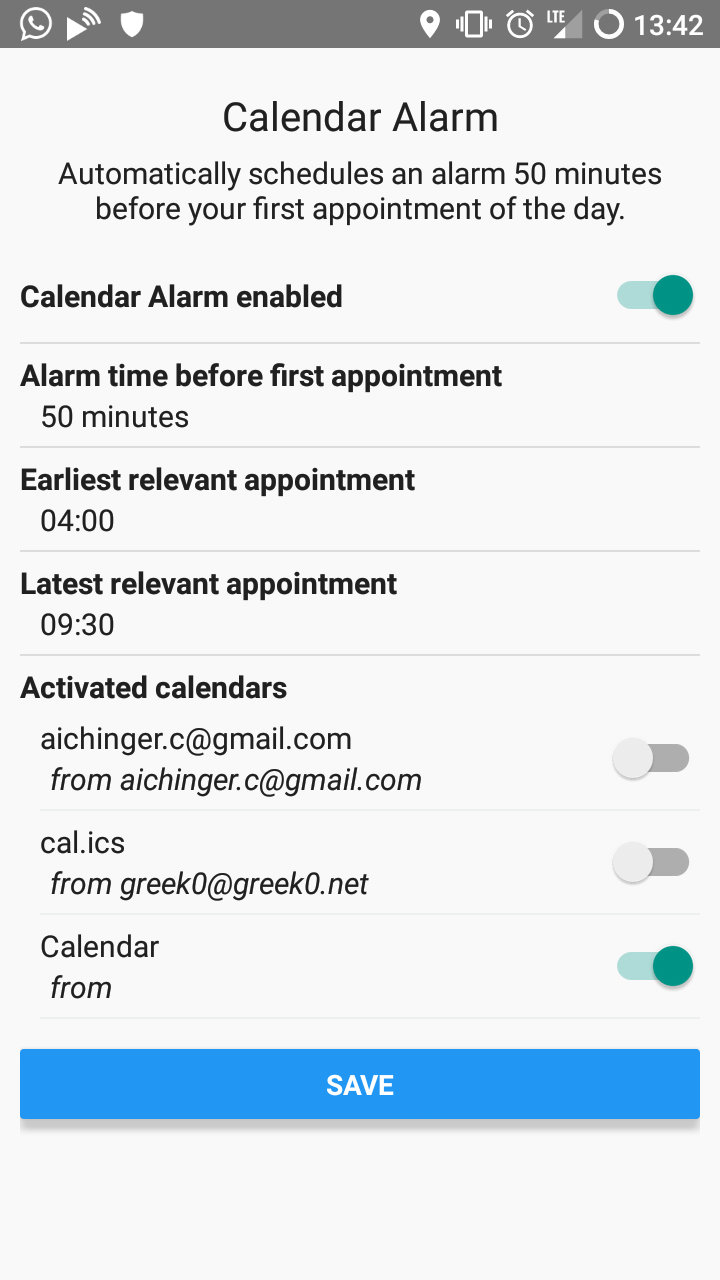 LTE 13:42
Calendar Alarm
Automatically schedules an alarm 50 minutes
before your first appointment of the day.
Calendar Alarm enabled
Alarm time before first appointment
50 minutes
Earliest relevant appointment
04:00
Latest relevant appointment
09:30
Activated calendars
aichinger.c@gmail.com
from aichinger.c@gmail.com
cal.ics
from greek0@greek0.net
Calendar
from
SAVE